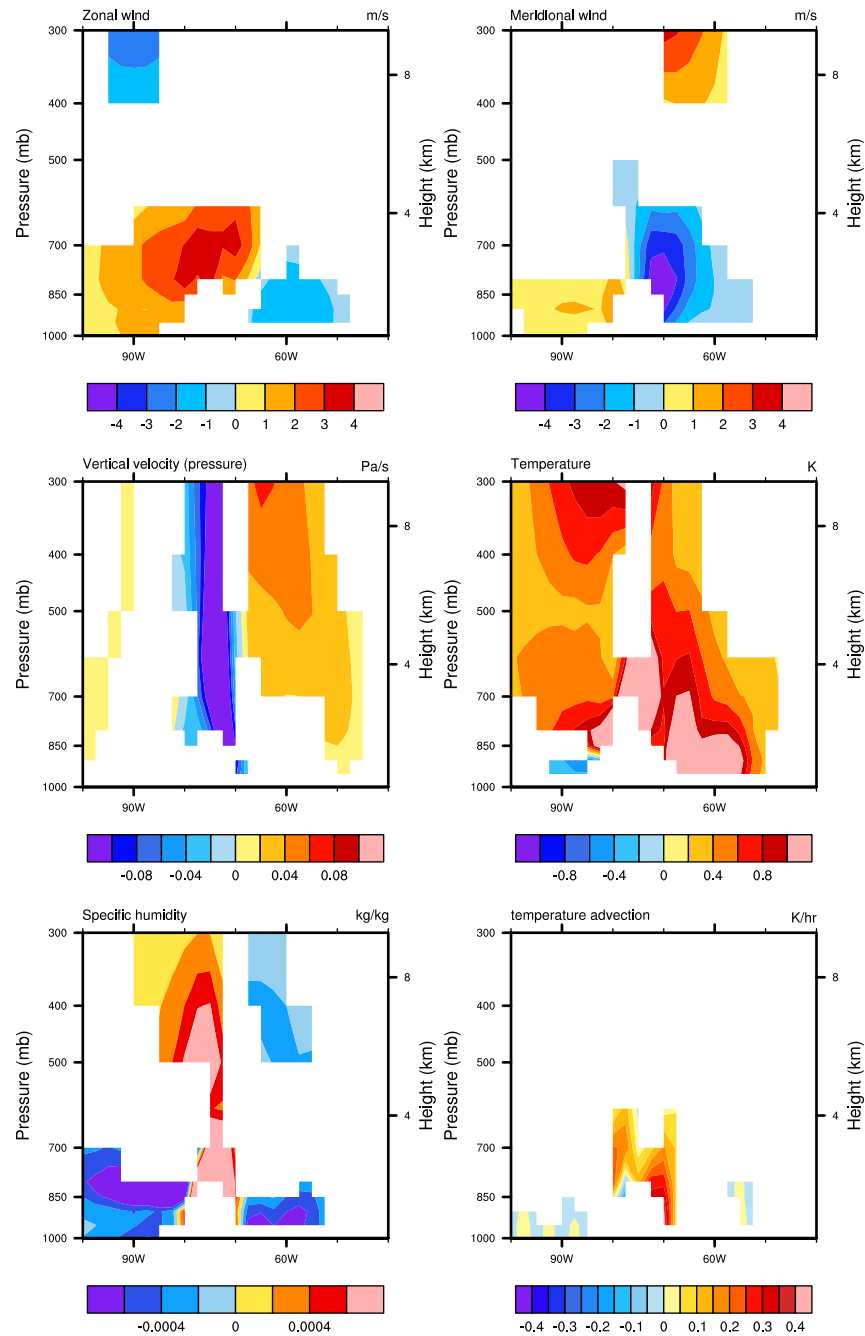 Zonal wind m/s
Meridional wind m/s
300
400
500
700
850
1000
Pressure (mb)
8
4
Height (km)
90W 60W
300
400
500
700
850
1000
Pressure (mb)
8
4
Height (km)
90W 60W
-4 -3 -2 -1 0 1 2 3 4
-4 -3 -2 -1 0 1 2 3 4
Vertical velocity (pressure) Pa/s
Temperature K
300
400
500
700
850
1000
Pressure (mb)
8
4
Height (km)
90W 60W
300
400
500
700
850
1000
Pressure (mb)
8
4
Height (km)
90W 60W
-0.08 -0.04 0 0.04 0.08
-0.8 -0.4 0 0.4 0.8
Specific humidity kg/kg
temperature advection K/hr
300
400
500
700
850
1000
Pressure (mb)
8
4
Height (km)
90W 60W
300
400
500
700
850
1000
Pressure (mb)
8
4
Height (km)
90W 60W
-0.0004 0 0.0004
-0.4 -0.3 -0.2 -0.1 0 0.1 0.2 0.3 0.4